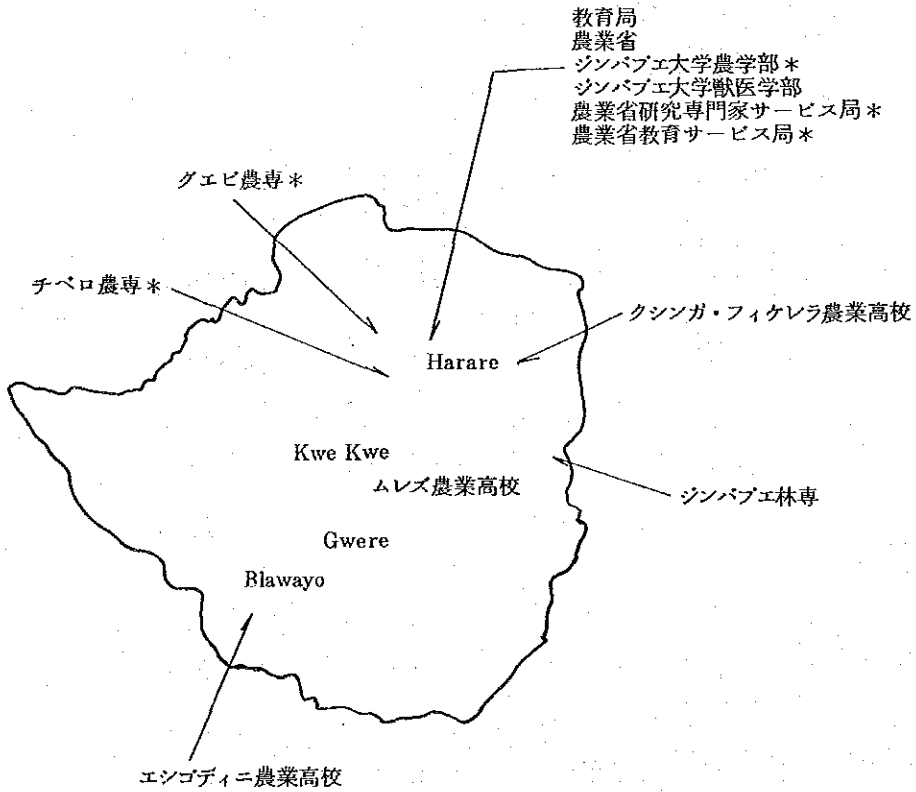 教育局
農業省
ジンバブエ大学農学部*
ジンバブエ大学獣医学部
農業省研究専門家サービス局*
農業省教育サービス局*
グエビ農専*
チベロ農専*
クシンガ・フィケレラ農業高校
Harare
Kwe Kwe
ムレズ農業高校
ジンバブエ林専
Gwere
Blawayo
エシゴディニ農業高校